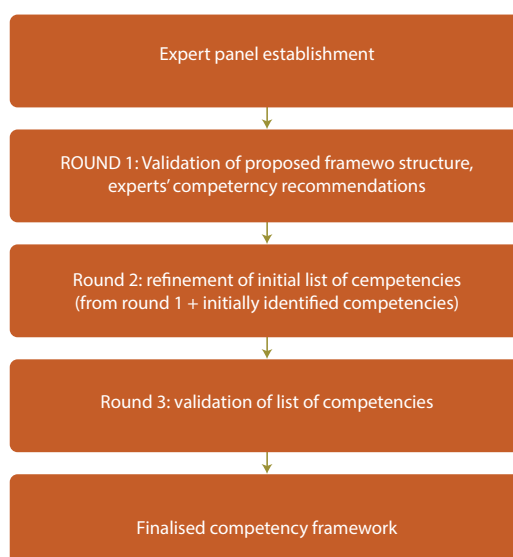 Expert panel establishment
ROUND 1: Validation of proposed framewo structure,
experts' competerncy recommendations
Round 2: refinement of initial list of cempetencies
(from round 1 + initially identified competencies)
Round 3: validation of list of competencies
Finalised competency framework